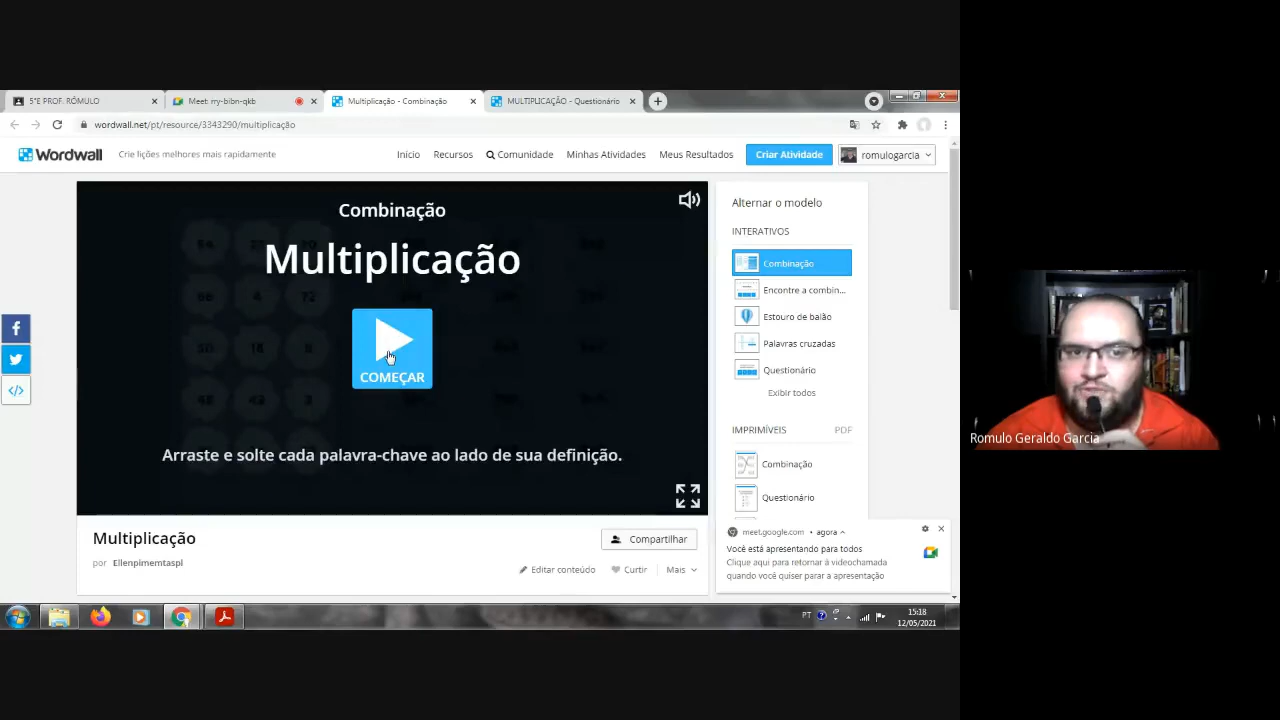 5°E PROF. RÔMULO
Meet: rry-bibn-qkb
Multiplicação - Combinação
MULTIPLICAÇÃO - Questionário
wordwall.net/pt/resource/3343290/multiplicação
Wordwall
Crie lições melhores mais rapidamente
Início
Recursos
Comunidade
Minhas Atividades
Meus Resultados
Criar Atividade
romulogarcia
Combinação
Multiplicação
COMEÇAR
Arraste e solte cada palavra-chave ao lado de sua definição.
Alternar o modelo
INTERATIVOS
Combinação
Encontre a combin...
Estouro de balão
Palavras cruzadas
Questionário
Exibir todos
IMPRIMÍVEIS PDF
Combinação
Questionário
Multiplicação
por Ellenpimemtaspi
Compartilhar
Editar conteúdo
Curtir
Mais
meet.google.com • agora
Você está apresentando para todos
Clique aqui para retornar à videochamada
quando você quiser parar a apresentação
PT
15:18
12/05/2021
Romulo Geraldo Garcia